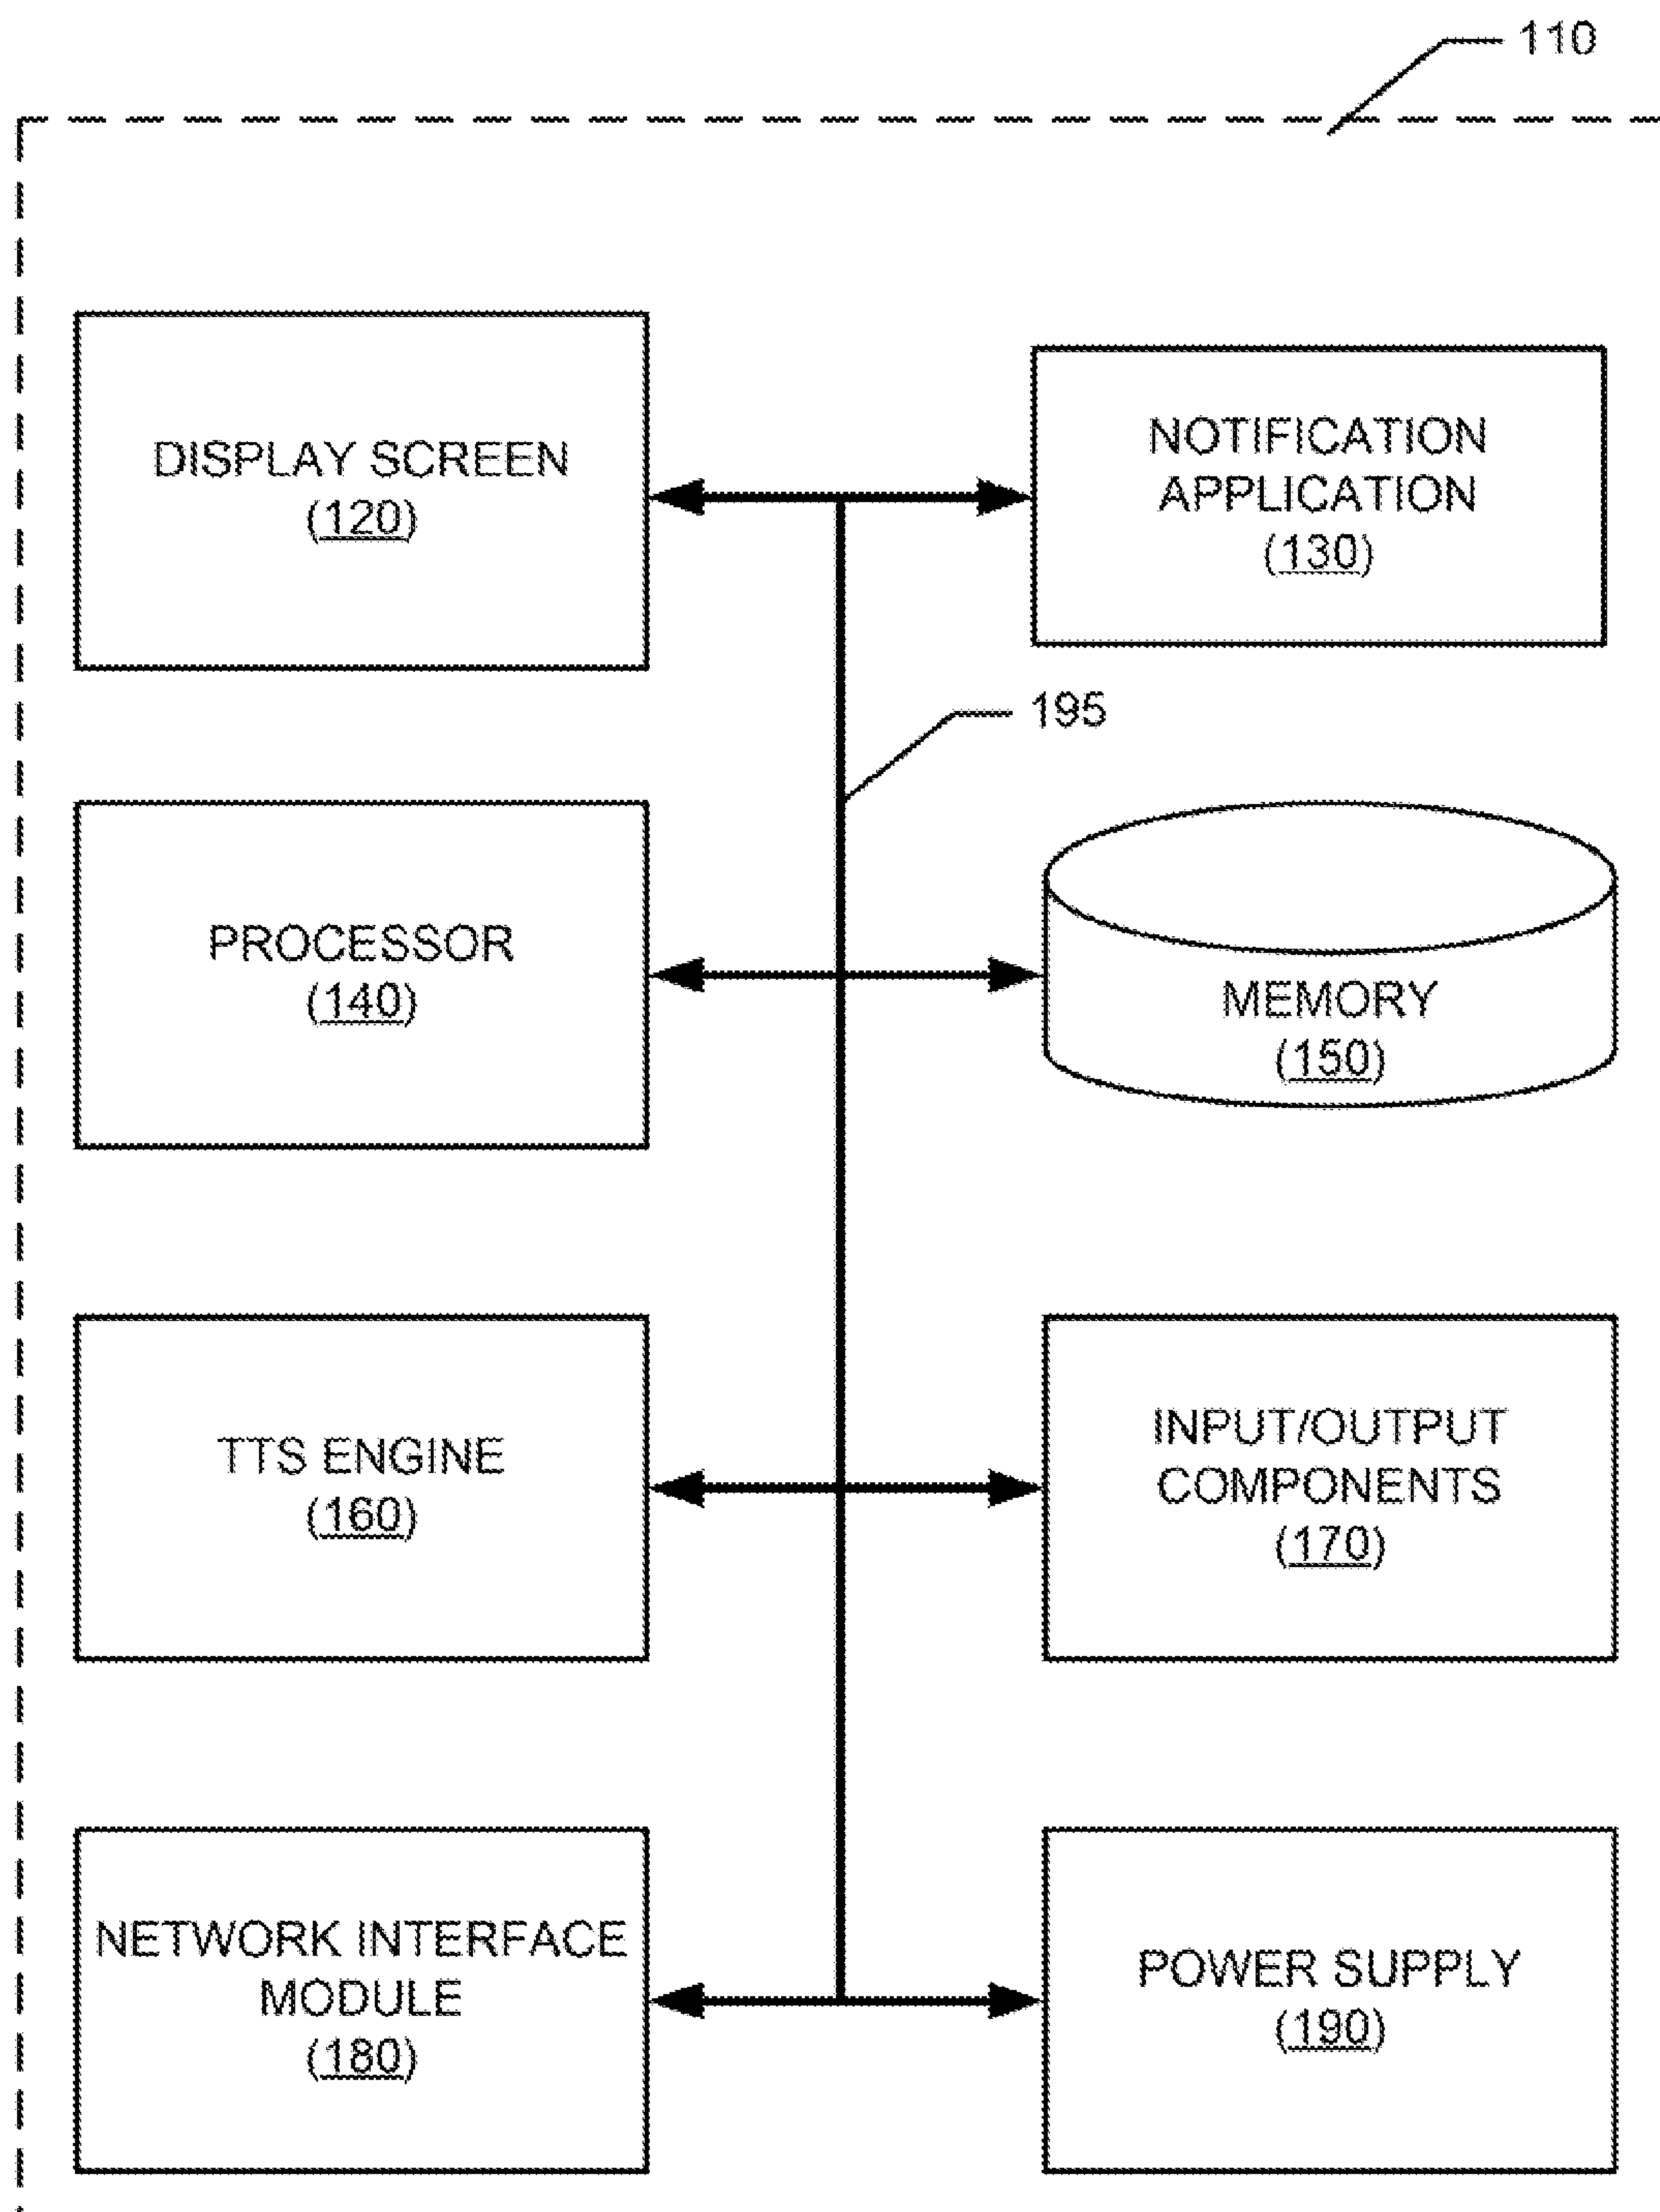 110
DISPLAY SCREEN
(120)
NOTIFICATION
APPLICATION
(130)
195
PROCESSOR
(140)
MEMORY
(150)
TTS ENGINE
(160)
INPUT/OUTPUT
COMPONENTS
(170)
NETWORK INTERFACE
MODULE
(180)
POWER SUPPLY
(190)